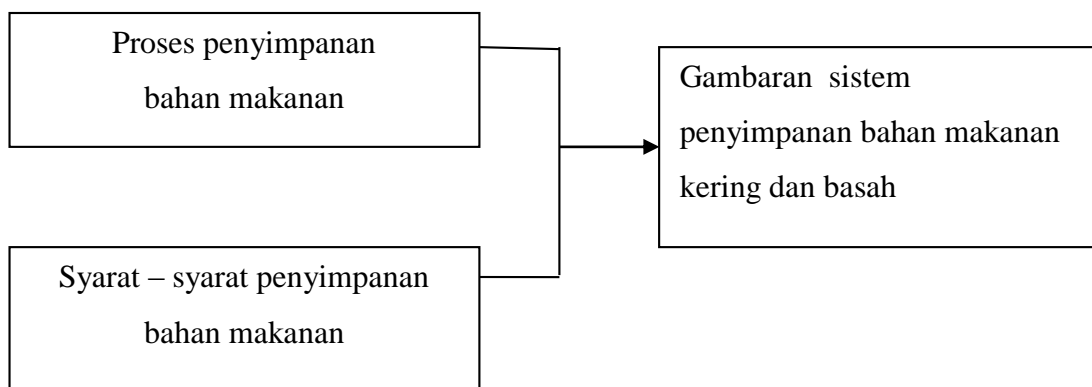 Proses penyimpanan
bahan makanan
Gambaran sistem
penyimpanan bahan makanan
kering dan basah
Syarat – syarat penyimpanan
bahan makanan